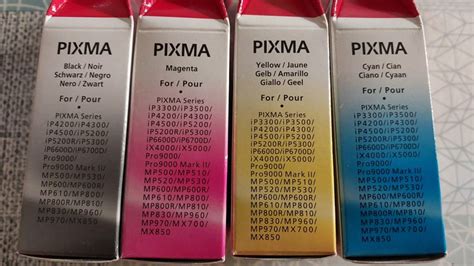 PIXMA
Black / Noir
Schwarz / Negro
Nero / Zwart
For / Pour
PIXMA Series
iP4200/iP4300/
iP4500/iP5200/
iP5200R/iP5300/
iP6600D/iP6700D/
Pro9000/
Pro9000 Mark II/
MP500/MP510/
MP520/MP530/
MP600/MP600R/
MP610/MP800/
MP800R/MP810/
MP830/MP960/
MP970/MX700/
MX850
PIXMA
Magenta
For / Pour
PIXMA Series
iP3300/iP3500/
iP4200/iP4300/
iP4500/iP5200/
iP5200R/iP5300/
iP6600D/iP6700D/
iX4000/iX5000/
Pro9000/
Pro9000 Mark II/
MP500/MP510/
MP520/MP530/
MP600/MP600R/
MP610/MP800/
MP800R/MP810/
MP830/MP960/
MP970/MX700/
MX850
PIXMA
Yellow / Jaune
Gelb / Amarillo
Giallo / Geel
For / Pour
PIXMA Series
iP3300/iP3500/
iP4200/iP4300/
iP4500/iP5200/
iP5200R/iP5300/
iP6600D/iP6700D/
iX4000/iX5000/
Pro9000/
Pro9000 Mark II/
MP500/MP510/
MP520/MP530/
MP600/MP600R/
MP610/MP800/
MP800R/MP810/
MP830/MP960/
MP970/MX700/
MX850
PIXMA
Cyan / Cian
Ciano / Cyaan
For / Pour
PIXMA Series
iP3300/iP3500/
iP4200/iP4300/
iP4500/iP5200/
iP5200R/iP5300/
iP6600D/iP6700D/
iX4000/iX5000/
Pro9000/
Pro9000 Mark II/
MP500/MP510/
MP520/MP530/
MP600/MP600R/
MP610/MP800/
MP800R/MP810/
MP830/MP960/
MP970/MX700/
MX850